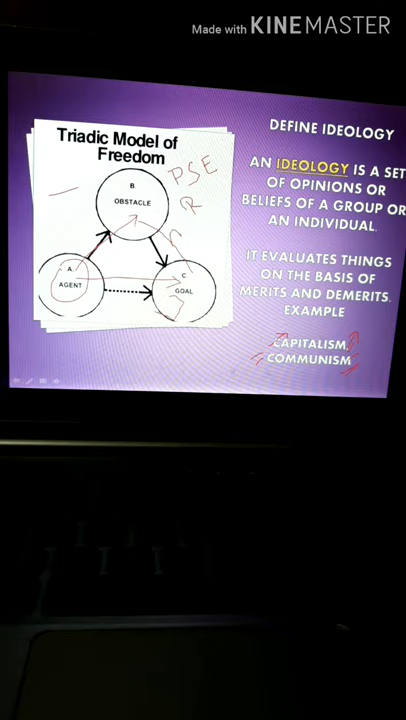 Made with KINEMASTER
Triadic Model of
Freedom
B.
OBSTACLE
PSE
R
A.
AGENT
C.
GOAL
DEFINE IDEOLOGY
AN IDEOLOGY IS A SET
OF OPINIONS OR
BELIEFS OF A GROUP OR
AN INDIVIDUAL.
IT EVALUATES THINGS
ON THE BASIS OF
MERITS AND DEMERITS.
EXAMPLE
CAPITALISM,
COMMUNISM